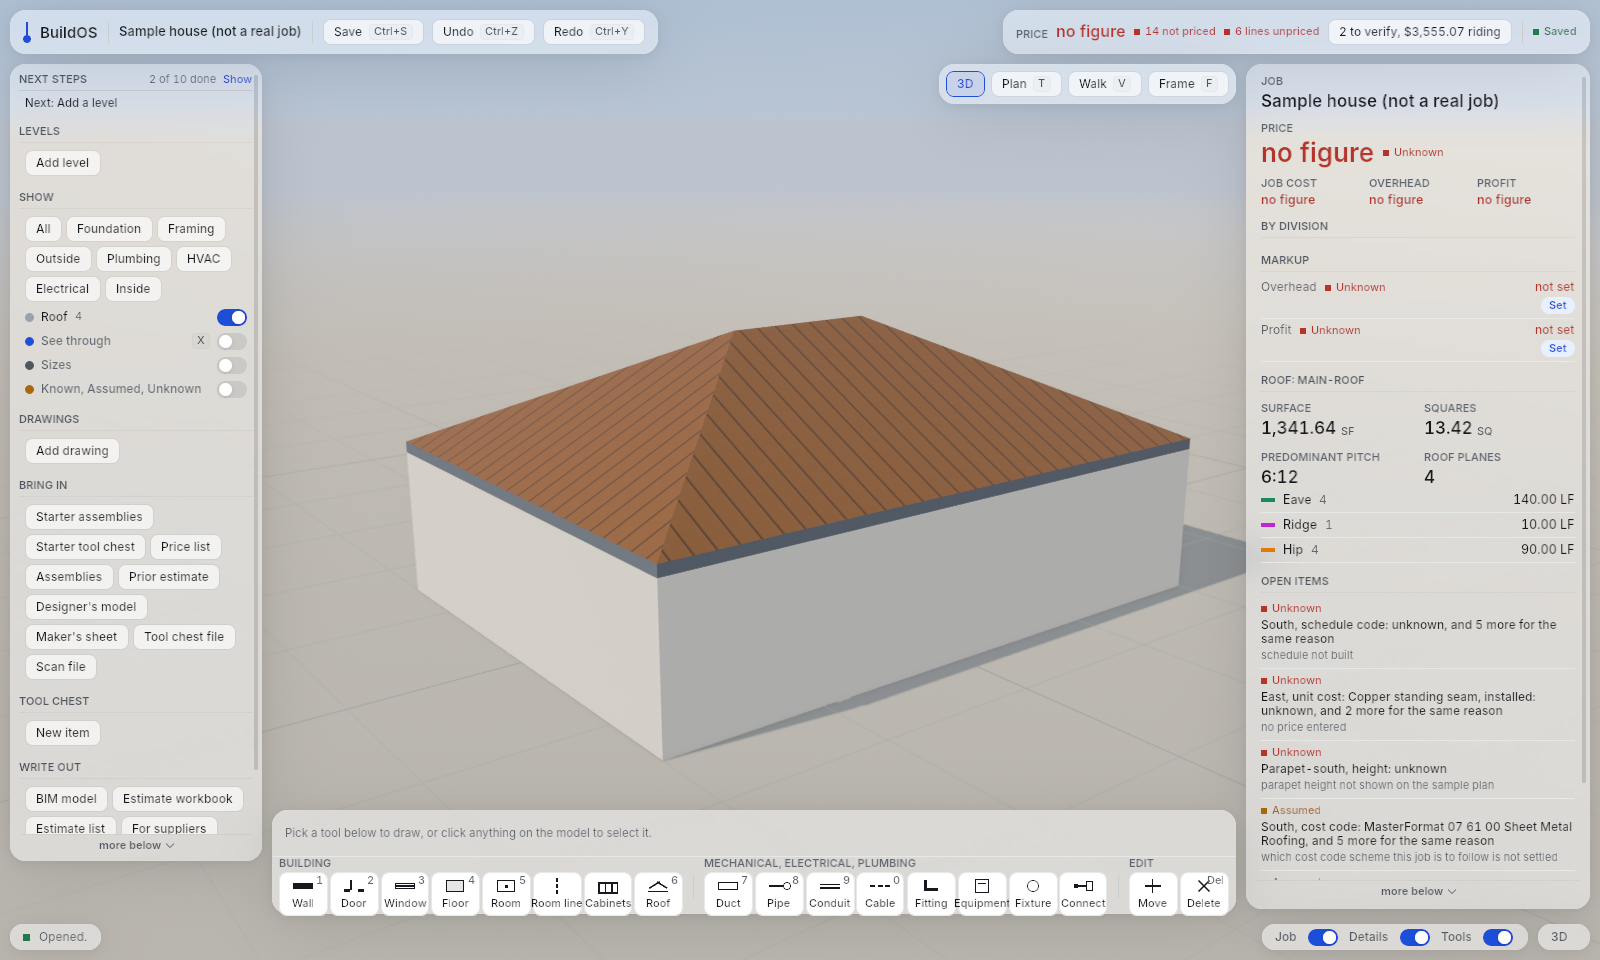 BuildOS
Sample house (not a real job)
Save Ctrl+S
Undo Ctrl+Z
Redo Ctrl+Y
PRICE no figure
14 not priced
6 lines unpriced
2 to verify, $3,555.07 riding
Saved
NEXT STEPS
2 of 10 done Show
Next: Add a level
LEVELS
Add level
SHOW
All Foundation Framing
Outside Plumbing HVAC
Electrical Inside
Roof 4
See through X
Sizes
Known, Assumed, Unknown
DRAWINGS
Add drawing
BRING IN
Starter assemblies
Starter tool chest Price list
Assemblies Prior estimate
Designer's model
Maker's sheet Tool chest file
Scan file
TOOL CHEST
New item
WRITE OUT
BIM model Estimate workbook
Estimate list For suppliers
more below
Opened.
3D
Plan T
Walk V
Frame F
Pick a tool below to draw, or click anything on the model to select it.
BUILDING
Wall 1
Door 2
Window 3
Floor 4
Room 5
Room line
Cabinets
Roof 6
MECHANICAL, ELECTRICAL, PLUMBING
Duct 7
Pipe 8
Conduit 9
Cable 0
Fitting
Equipment
Fixture
Connect
EDIT
Move
Delete Del
JOB
Sample house (not a real job)
PRICE
no figure Unknown
JOB COST OVERHEAD PROFIT
no figure no figure no figure
BY DIVISION
MARKUP
Overhead Unknown not set
Set
Profit Unknown not set
Set
ROOF: MAIN-ROOF
SURFACE SQUARES
1,341.64 SF 13.42 SQ
PREDOMINANT PITCH ROOF PLANES
6:12 4
Eave 4 140.00 LF
Ridge 1 10.00 LF
Hip 4 90.00 LF
OPEN ITEMS
Unknown
South, schedule code: unknown, and 5 more for the
same reason
schedule not built
Unknown
East, unit cost: Copper standing seam, installed:
unknown, and 2 more for the same reason
no price entered
Unknown
Parapet-south, height: unknown
parapet height not shown on the sample plan
Assumed
South, cost code: MasterFormat 07 61 00 Sheet Metal
Roofing, and 5 more for the same reason
which cost code scheme this job is to follow is not settled
more below
Job Details Tools
3D